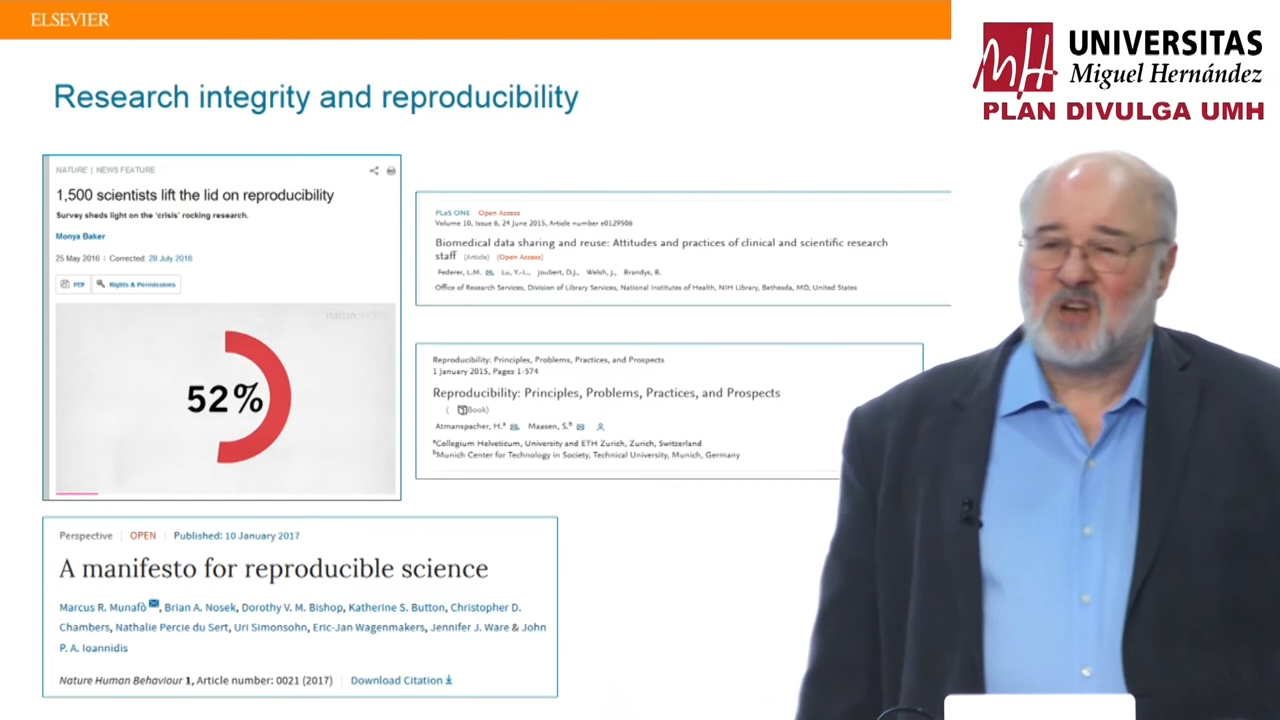 ELSEVIER
UNIVERSITAS
Miguel Hernández
PLAN DIVULGA UMH
Research integrity and reproducibility
NATURE | NEWS FEATURE
1,500 scientists lift the lid on reproducibility
Survey sheds light on the 'crisis' rocking research.
Monya Baker
25 May 2016 | Corrected: 28 July 2016
PDF Rights & Permissions
52%
PLoS ONE Open Access
Volume 10, Issue 6, 24 June 2015, Article number e0129506
Biomedical data sharing and reuse: Attitudes and practices of clinical and scientific research
staff (Article) (Open Access)
Federer, L.M. Lu, Y.-L., Joubert, D.J., Welsh, J., Brandys, B.
Office of Research Services, Division of Library Services, National Institutes of Health, NIH Library, Bethesda, MD, United States
Reproducibility: Principles, Problems, Practices, and Prospects
1 January 2015, Pages 1-574
Reproducibility: Principles, Problems, Practices, and Prospects
( Book)
Atmanspacher, H.ᵃ Maasen, S.ᵇ
ᵃCollegium Helveticum, University and ETH Zurich, Zurich, Switzerland
ᵇMunich Center for Technology in Society, Technical University, Munich, Germany
Perspective | OPEN | Published: 10 January 2017
A manifesto for reproducible science
Marcus R. Munafò, Brian A. Nosek, Dorothy V. M. Bishop, Katherine S. Button, Christopher D.
Chambers, Nathalie Percie du Sert, Uri Simonsohn, Eric-Jan Wagenmakers, Jennifer J. Ware & John
P. A. Ioannidis
Nature Human Behaviour 1, Article number: 0021 (2017) | Download Citation